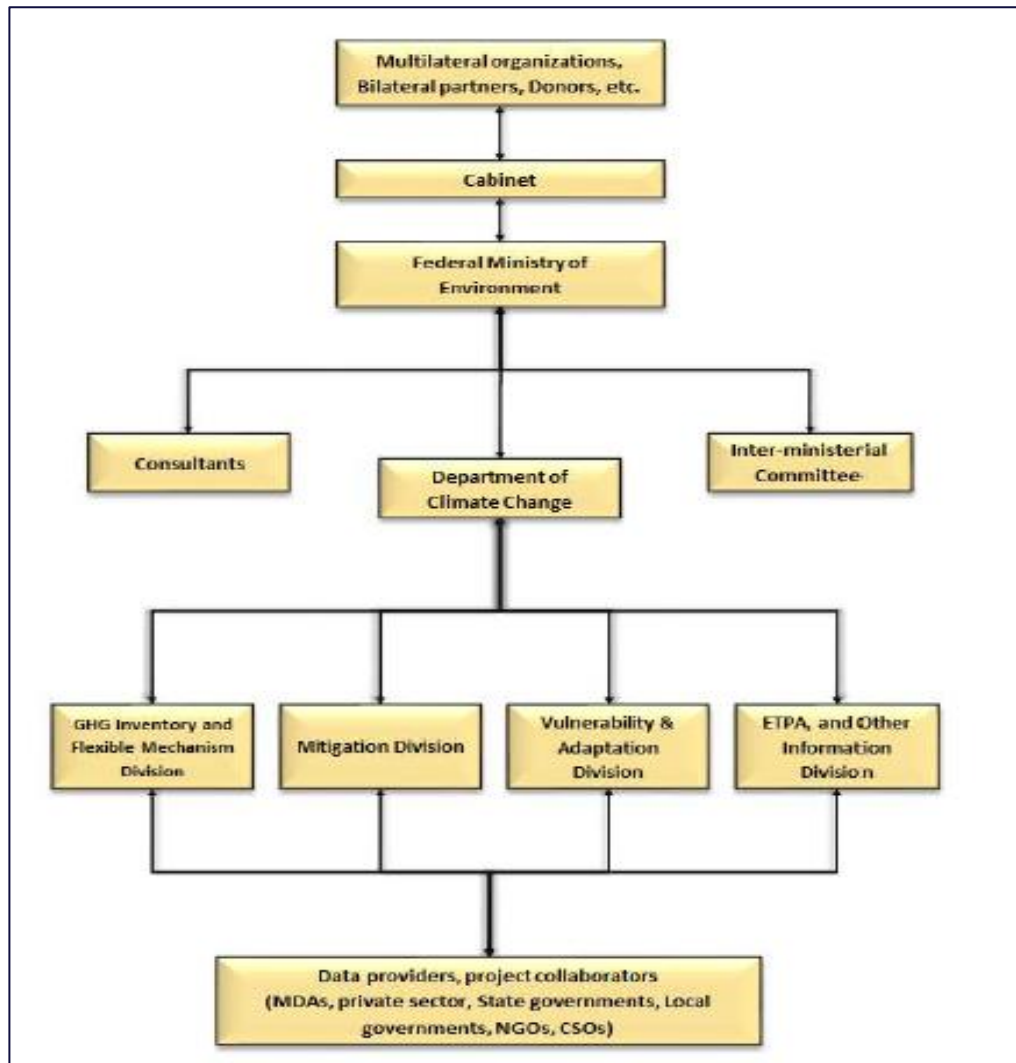 Multilateral organizations,
Bilateral partners, Donors, etc.
Cabinet
Federal Ministry of
Environment
Consultants
Inter-ministerial
Committee
Department of
Climate Change
GHG Inventory and
Flexible Mechanism
Division
Mitigation Division
Vulnerability &
Adaptation
Division
ETPA, and Other
Information
Division
Data providers, project collaborators
(MDAs, private sector, State governments, Local
governments, NGOs, CSOs)